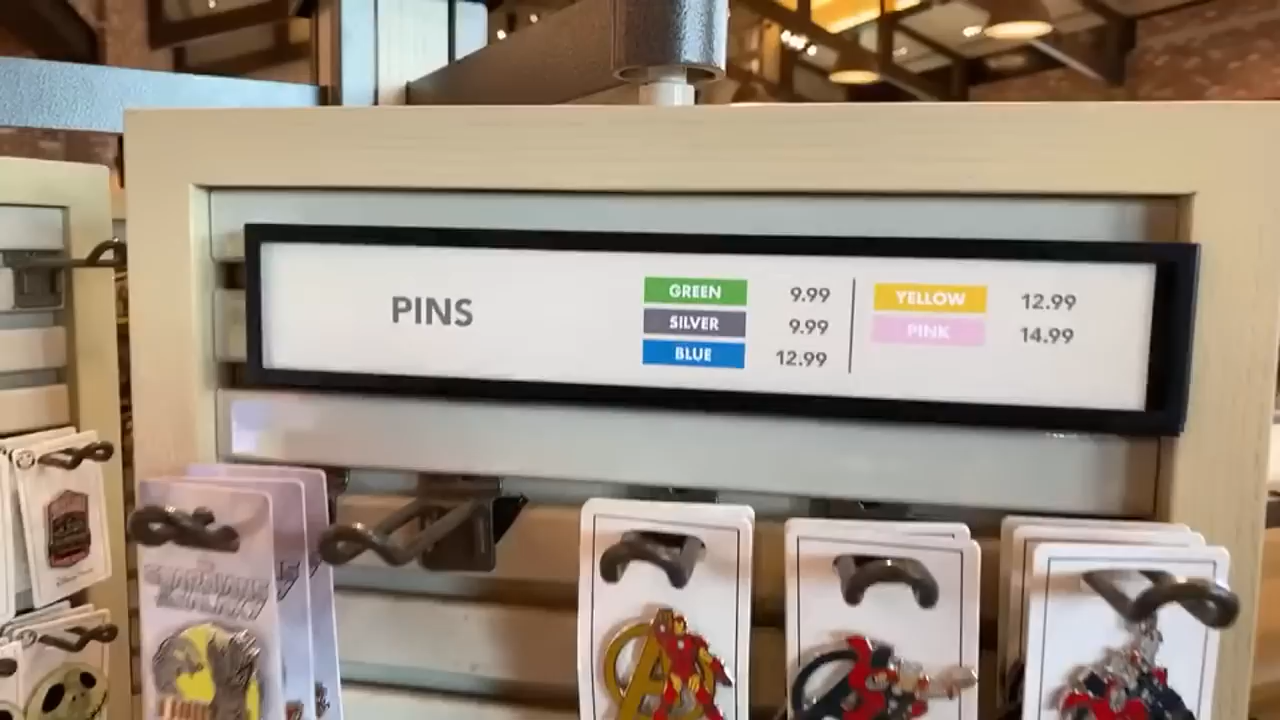 PINS
GREEN 9.99
SILVER 9.99
BLUE 12.99
YELLOW 12.99
PINK 14.99